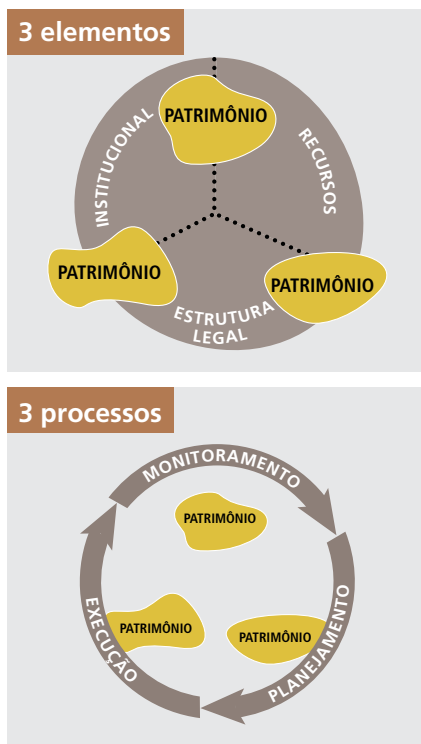 3 elementos
PATRIMÔNIO
INSTITUCIONAL
RECURSOS
PATRIMÔNIO
PATRIMÔNIO
ESTRUTURA
LEGAL
3 processos
MONITORAMENTO
PATRIMÔNIO
PATRIMÔNIO
PATRIMÔNIO
EXECUÇÃO
PLANEJAMENTO